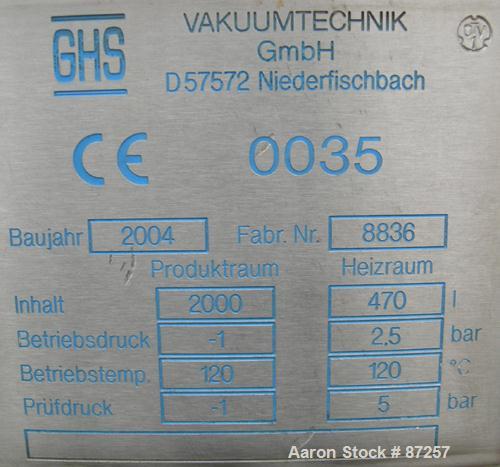 GHS VAKUUMTECHNIK
GmbH
D57572 Niederfischbach
CE 0035
Baujahr 2004 Fabr. Nr. 8836
Produktraum Heizraum
Inhalt 2000 470 l
Betriebsdruck -1 2,5 bar
Betriebstemp. 120 120 °C
Prüfdruck -1 5 bar
Aaron Stock # 87257